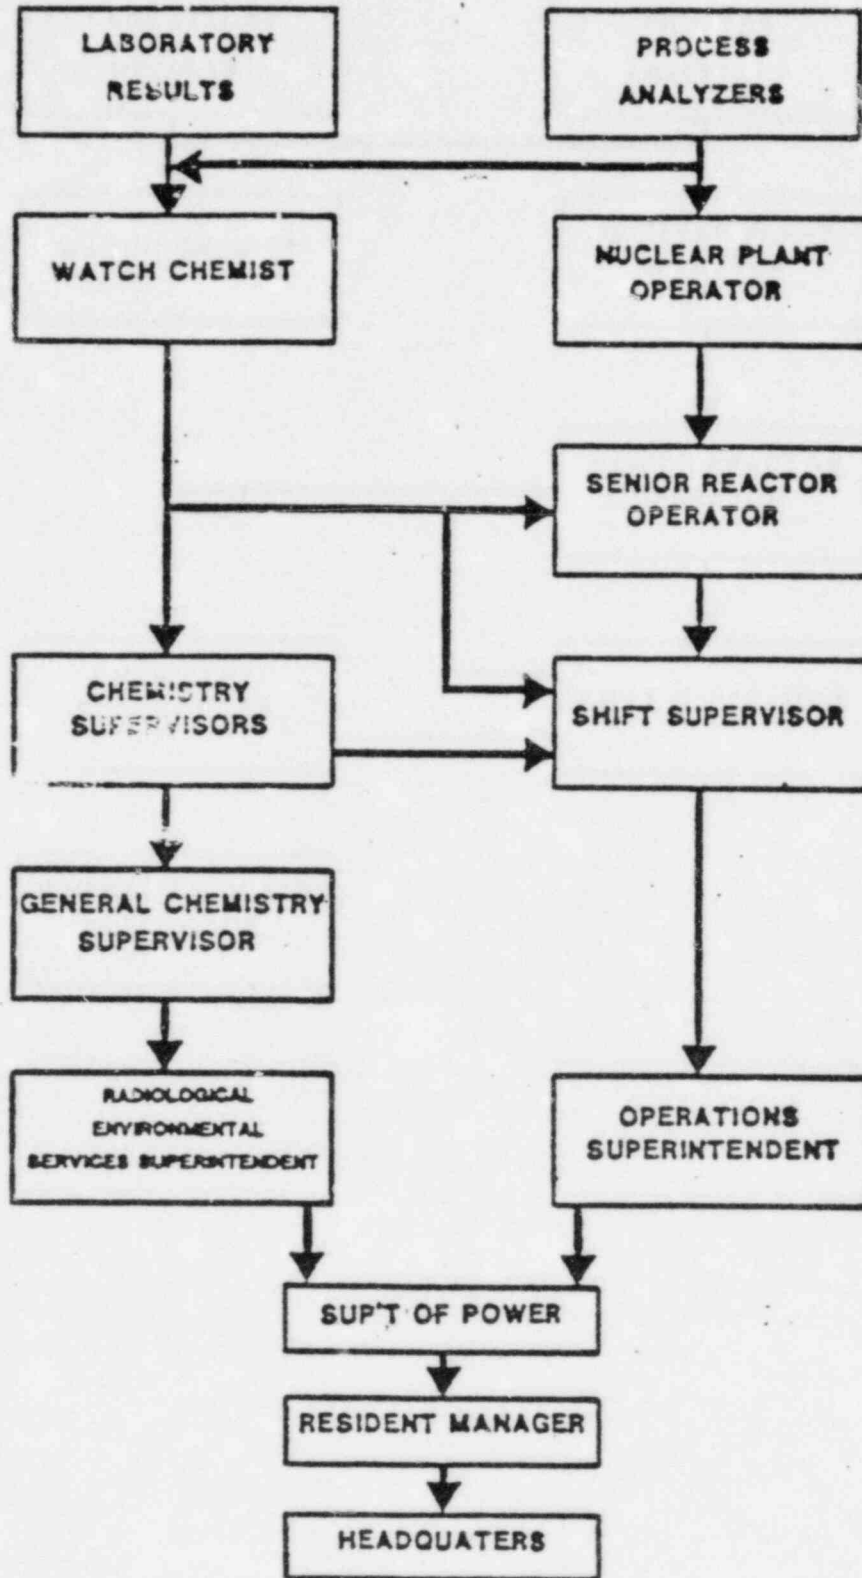 LABORATORY
RESULTS
PROCESS
ANALYZERS
WATCH CHEMIST
NUCLEAR PLANT
OPERATOR
SENIOR REACTOR
OPERATOR
CHEMISTRY
SUPERVISORS
SHIFT SUPERVISOR
GENERAL CHEMISTRY
SUPERVISOR
RADIOLOGICAL
ENVIRONMENTAL
SERVICES SUPERINTENDENT
OPERATIONS
SUPERINTENDENT
SUP'T OF POWER
RESIDENT MANAGER
HEADQUATERS